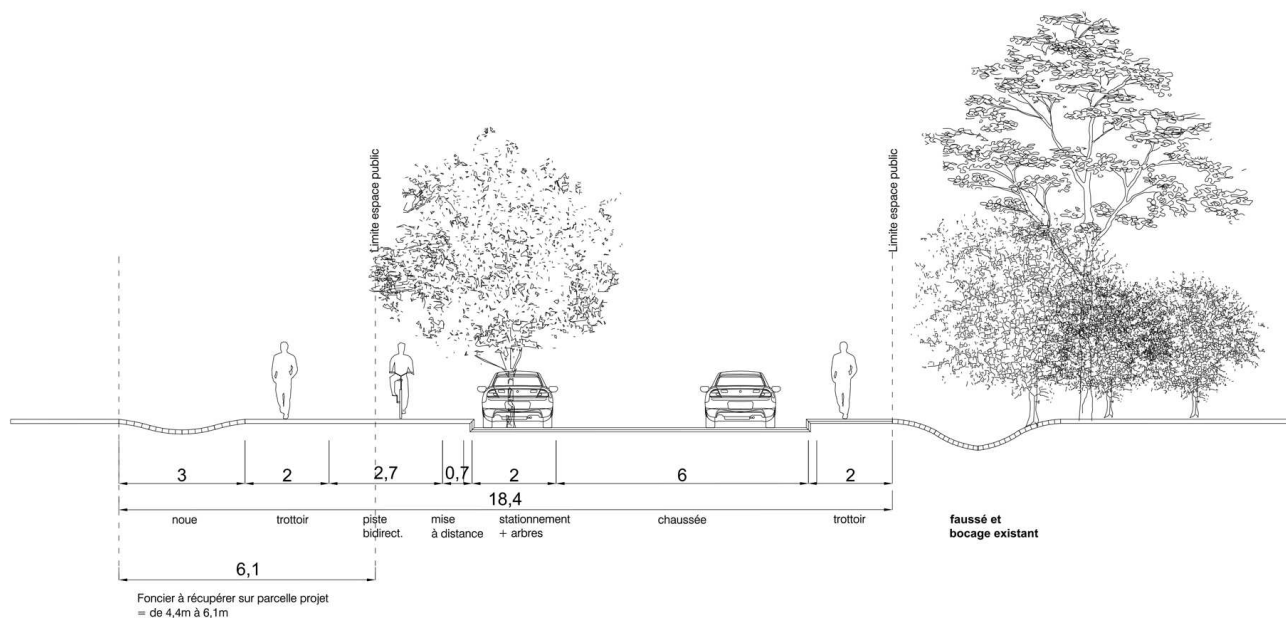 Limite espace public
Limite espace public
3
2
2,7
0,7
2
6
2
18,4
noue
trottoir
piste
bidirect.
mise
à distance
stationnement
+ arbres
chaussée
trottoir
faussé et
bocage existant
6,1
Foncier à récupérer sur parcelle projet
= de 4,4m à 6,1m